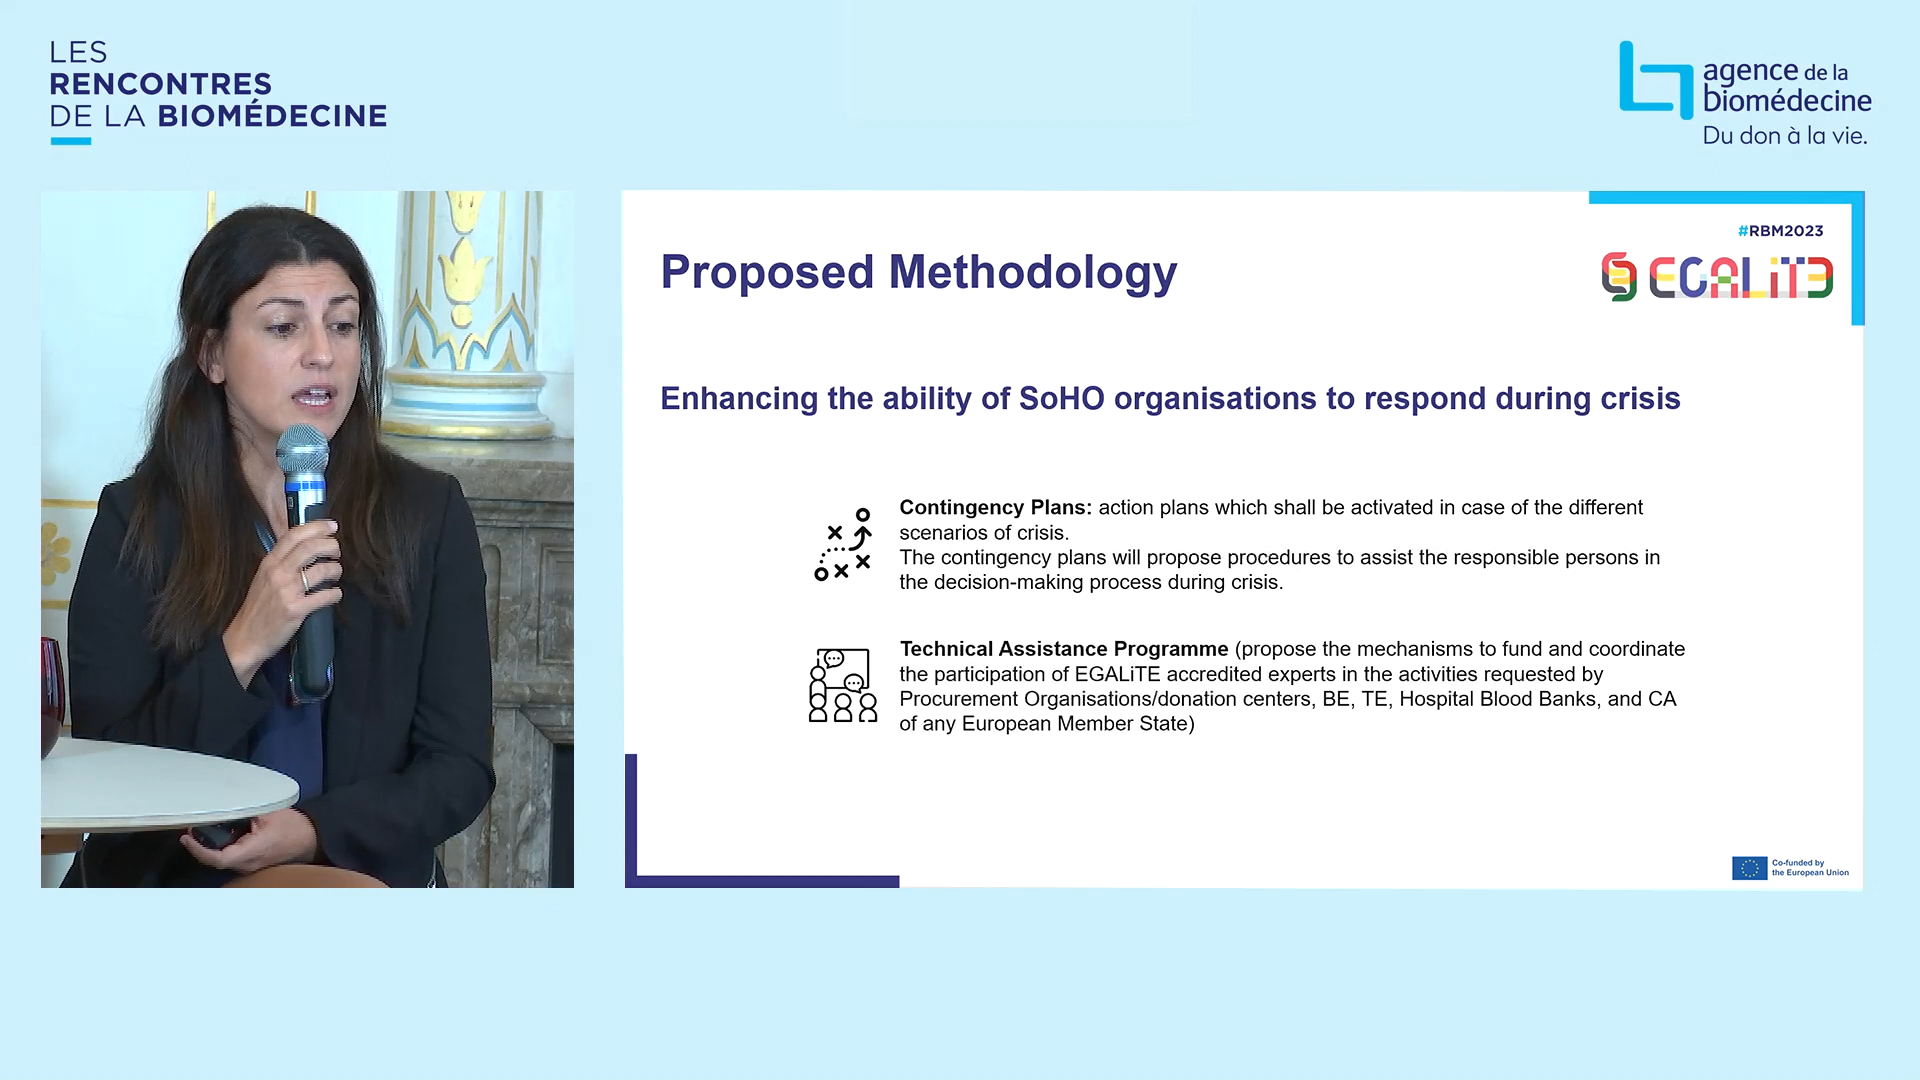 LES
RENCONTRES
DE LA BIOMÉDECINE
agence de la
biomédecine
Du don à la vie.
#RBM2023
EGALiTE
Proposed Methodology
Enhancing the ability of SoHO organisations to respond during crisis
Contingency Plans: action plans which shall be activated in case of the different
scenarios of crisis.
The contingency plans will propose procedures to assist the responsible persons in
the decision-making process during crisis.
Technical Assistance Programme (propose the mechanisms to fund and coordinate
the participation of EGALiTE accredited experts in the activities requested by
Procurement Organisations/donation centers, BE, TE, Hospital Blood Banks, and CA
of any European Member State)
Co-funded by
the European Union